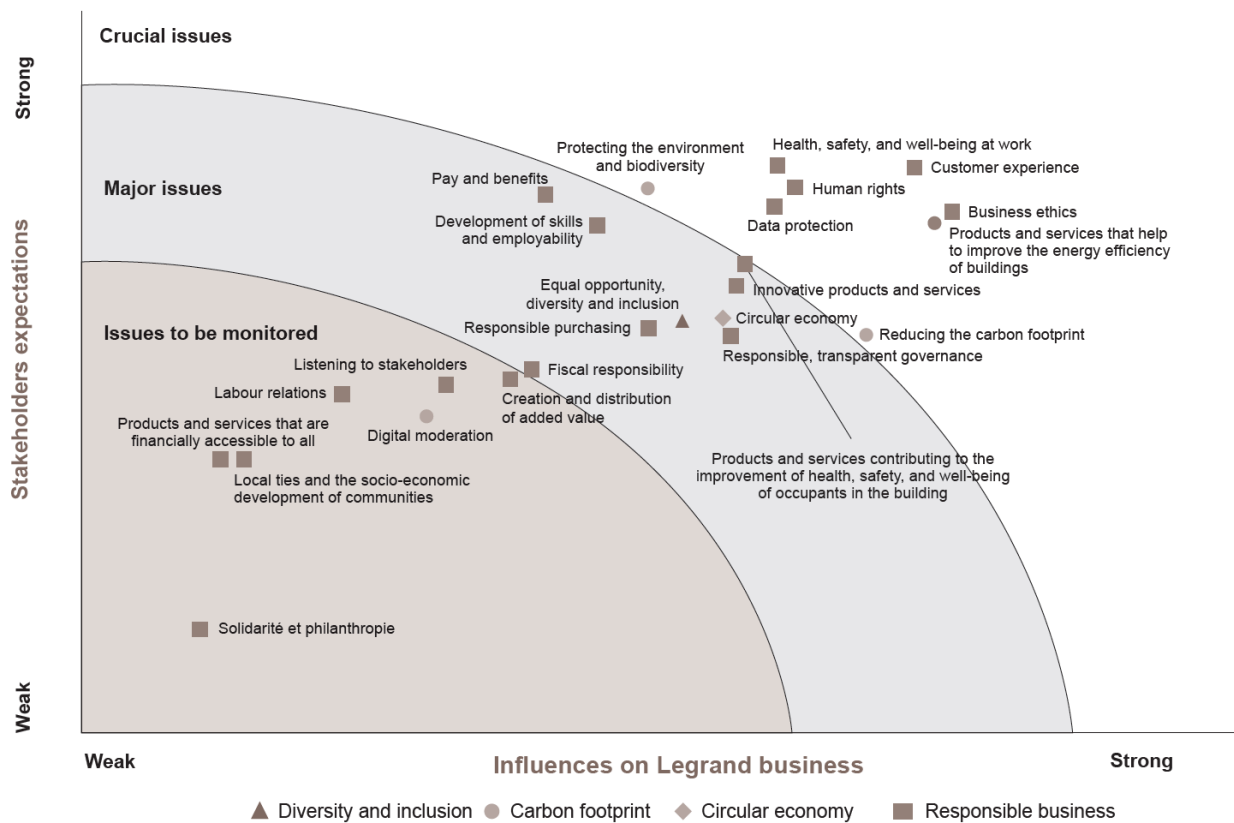 Crucial issues
Strong
Protecting the environment
and biodiversity
Health, safety, and well-being at work
Customer experience
Major issues
Pay and benefits
Human rights
Development of skills
and employability
Data protection
Business ethics
Products and services that help
to improve the energy efficiency
of buildings
Equal opportunity,
diversity and inclusion
Innovative products and services
Stakeholders expectations
Issues to be monitored
Responsible purchasing
Circular economy
Reducing the carbon footprint
Responsible, transparent governance
Listening to stakeholders
Fiscal responsibility
Labour relations
Creation and distribution
of added value
Products and services that are
financially accessible to all
Digital moderation
Products and services contributing to the
improvement of health, safety, and well-being
of occupants in the building
Local ties and the socio-economic
development of communities
Solidarité et philanthropie
Weak
Weak
Influences on Legrand business
Strong
Diversity and inclusion
Carbon footprint
Circular economy
Responsible business